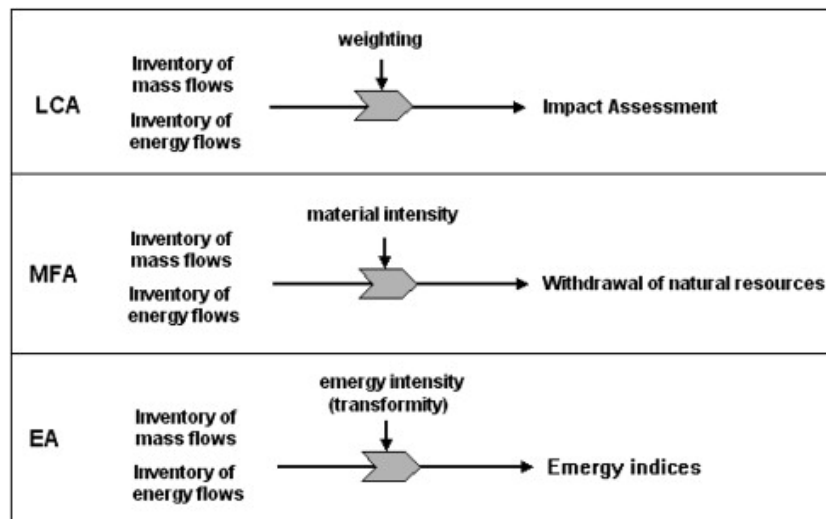 LCA
Inventory of
mass flows
Inventory of
energy flows
weighting
Impact Assessment
MFA
Inventory of
mass flows
Inventory of
energy flows
material intensity
Withdrawal of natural resources
EA
Inventory of
mass flows
Inventory of
energy flows
emergy intensity
(transformity)
Emergy indices